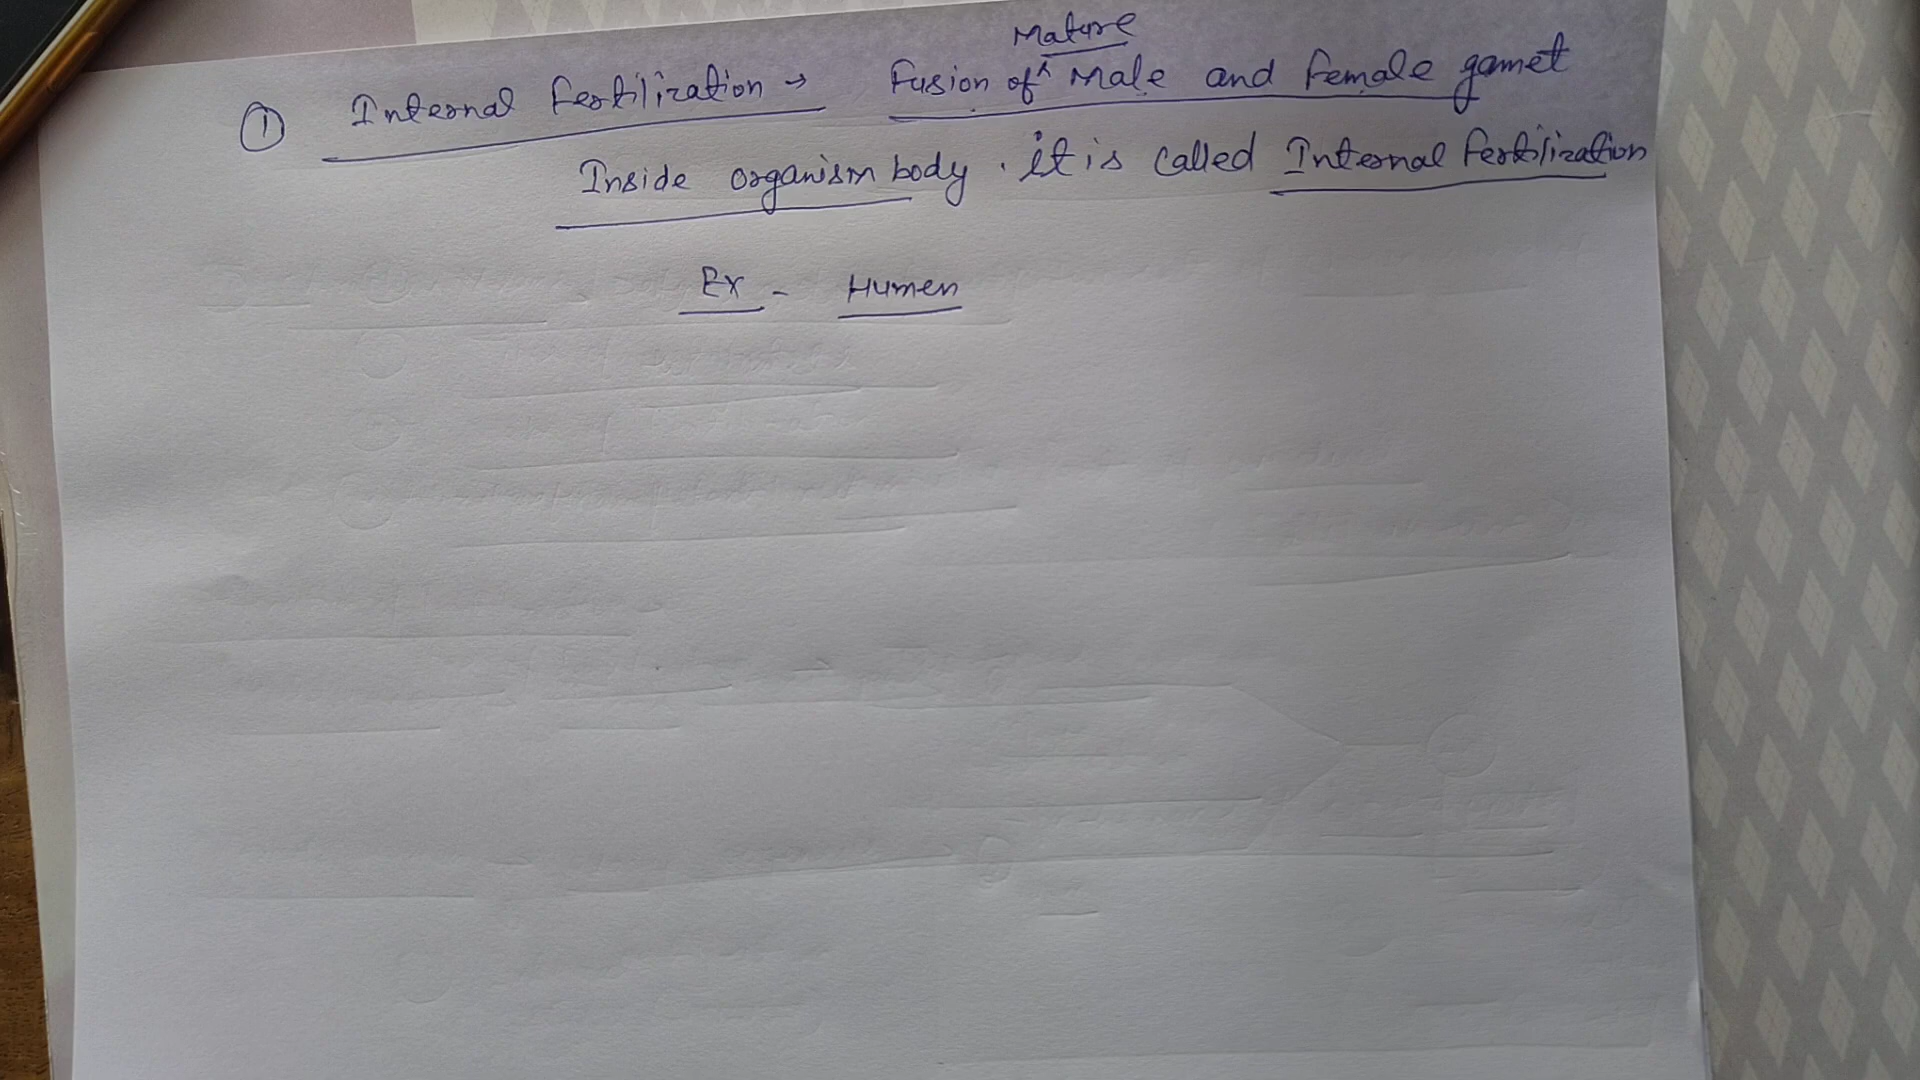 Mature
① Internal fertilization → Fusion of ^ Male and female gamet
Inside organism body. it is called Internal fertilization
Ex - Humen